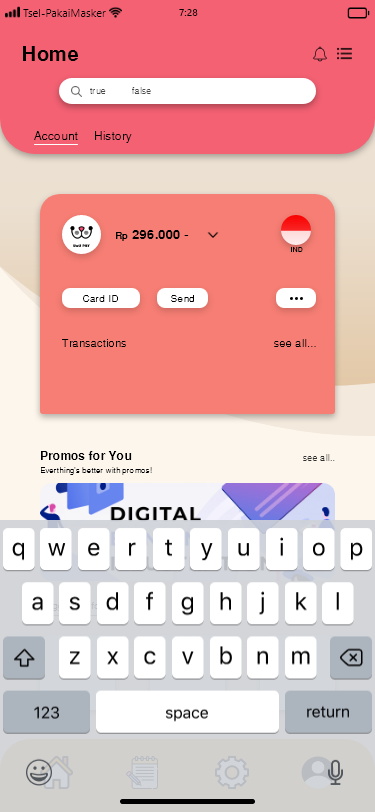 Tsel-PakaiMasker 7:28
Home
true false
Account History
Rp 296.000 -
IND
Card ID Send
Transactions see all...
Promos for You see all..
Everthing's better with promos!
DIGITAL
q w e r t y u i o p
a s d f g h j k l
z x c v b n m
123 space return